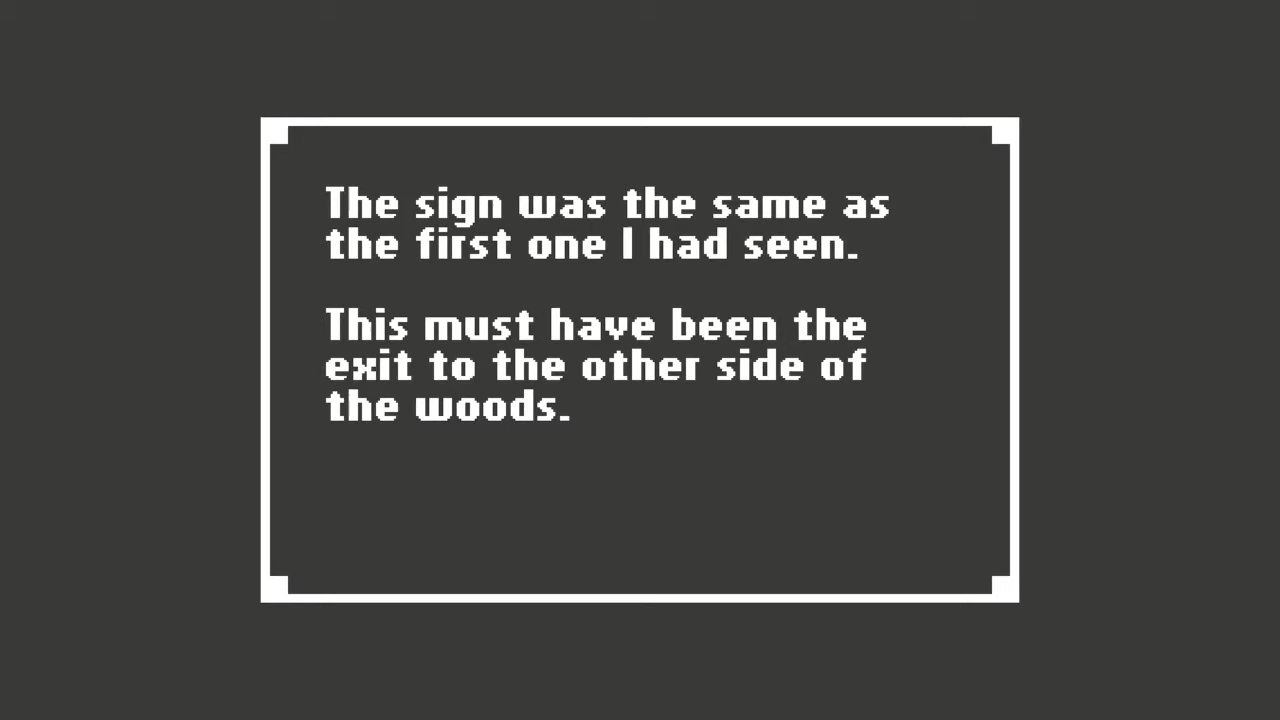 The sign was the same as
the first one I had seen.
This must have been the
exit to the other side of
the woods.